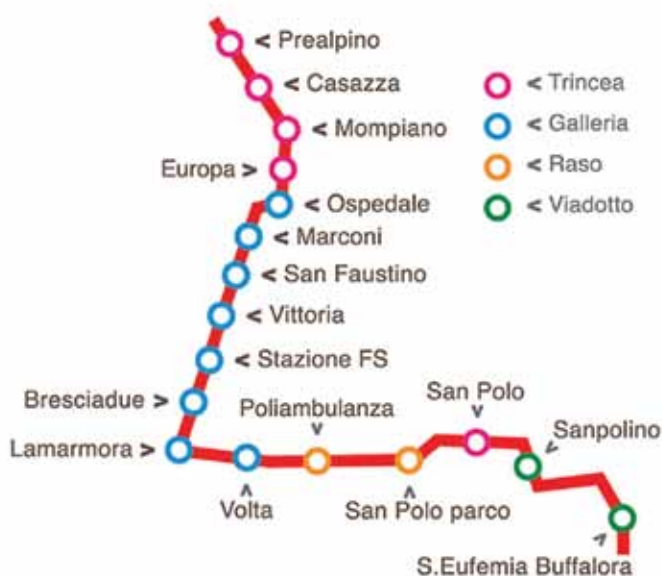 < Prealpino
< Casazza
< Mompiano
Europa >
< Ospedale
< Marconi
< San Faustino
< Vittoria
< Stazione FS
Bresciadue >
Lamarmora >
Volta
Poliambulanza
San Polo parco
San Polo
Sanpolino
S.Eufemia Buffalora
< Trincea
< Galleria
< Raso
< Viadotto